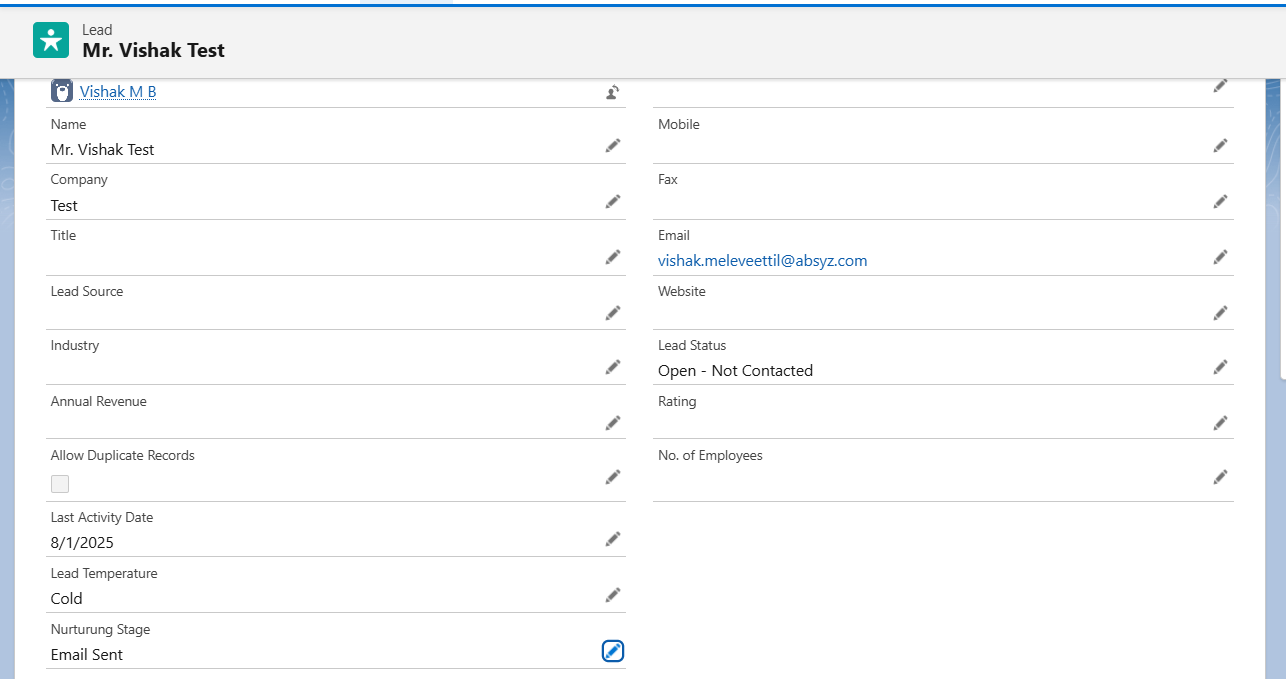 Lead
Mr. Vishak Test
Vishak M B
Name
Mr. Vishak Test
Company
Test
Title
Lead Source
Industry
Annual Revenue
Allow Duplicate Records
Last Activity Date
8/1/2025
Lead Temperature
Cold
Nurturung Stage
Email Sent
Mobile
Fax
Email
vishak.meleveettil@absyz.com
Website
Lead Status
Open - Not Contacted
Rating
No. of Employees